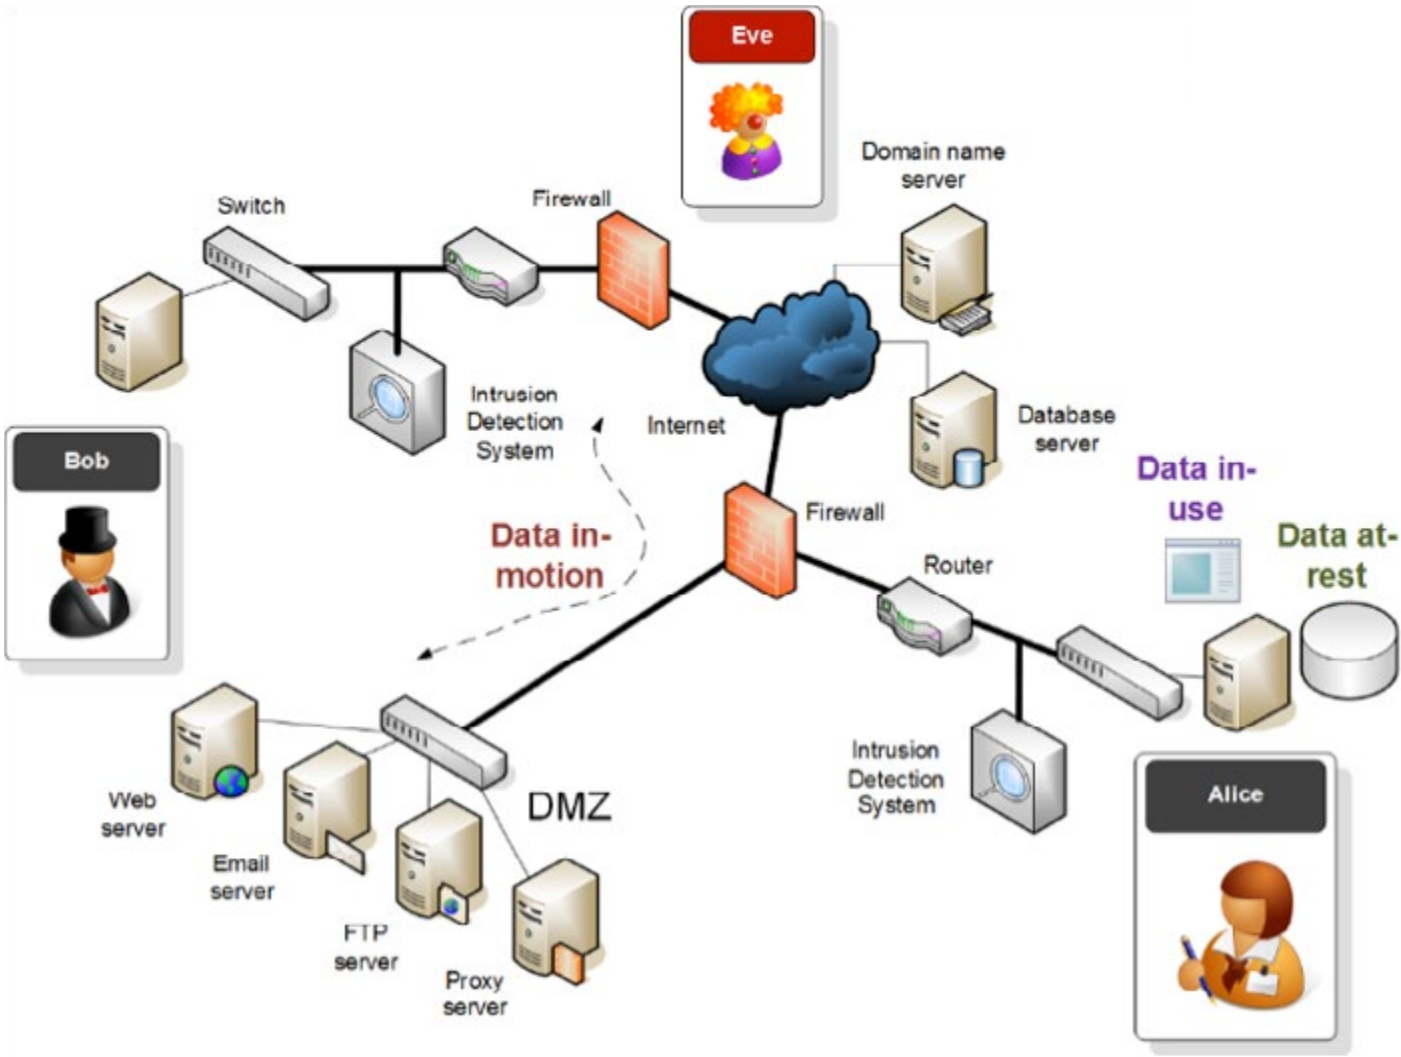 Eve
Domain name
server
Switch
Firewall
Intrusion
Detection
System
Internet
Database
server
Bob
Data in-
motion
Firewall
Data in-
use
Data at-
rest
Router
Intrusion
Detection
System
Web
server
DMZ
Email
server
FTP
server
Proxy
server
Alice